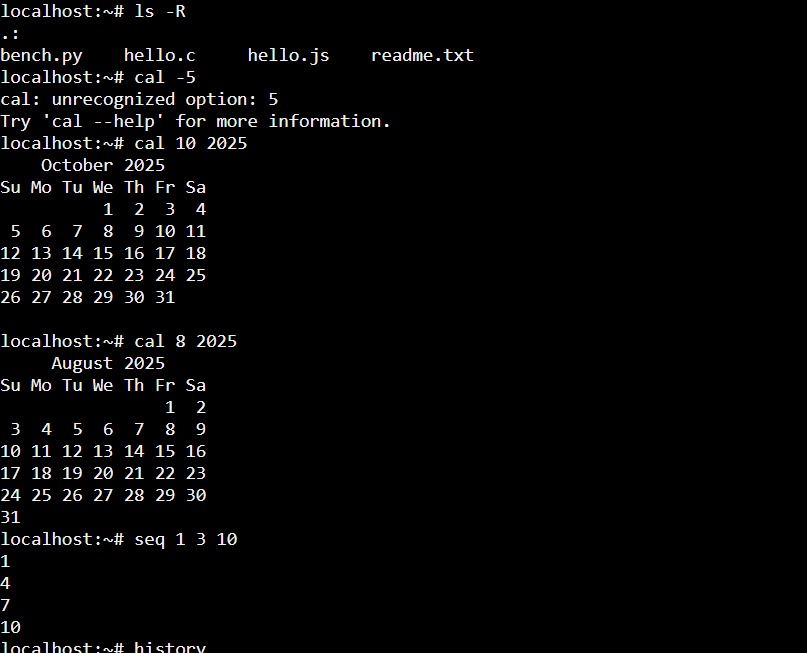 localhost:~# ls -R
.:
bench.py    hello.c     hello.js    readme.txt
localhost:~# cal -5
cal: unrecognized option: 5
Try 'cal --help' for more information.
localhost:~# cal 10 2025
    October 2025
Su Mo Tu We Th Fr Sa
          1  2  3  4
 5  6  7  8  9 10 11
12 13 14 15 16 17 18
19 20 21 22 23 24 25
26 27 28 29 30 31

localhost:~# cal 8 2025
     August 2025
Su Mo Tu We Th Fr Sa
                1  2
 3  4  5  6  7  8  9
10 11 12 13 14 15 16
17 18 19 20 21 22 23
24 25 26 27 28 29 30
31
localhost:~# seq 1 3 10
1
4
7
10
localhost:~# history